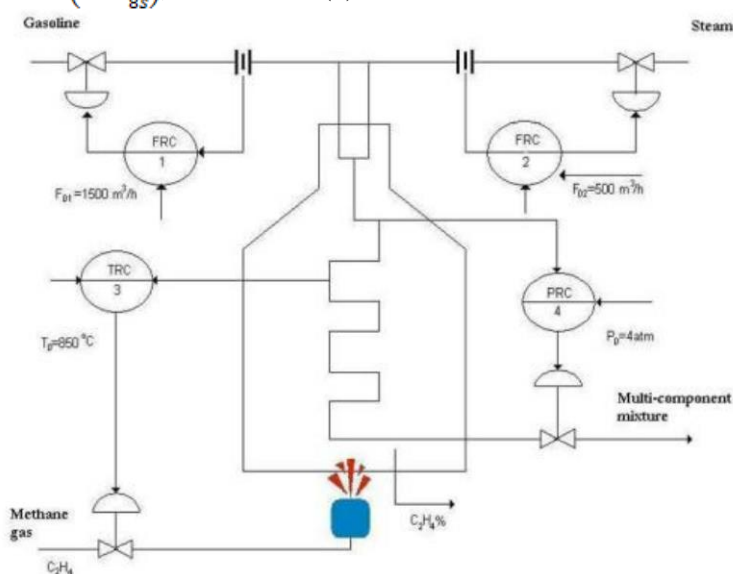 Gasoline
Steam
FRC
1
FRC
2
F01=1500 m³/h
F02=500 m³/h
TRC
3
PRC
4
T0=850 °C
P0=4atm
Multi-component
mixture
Methane
gas
C2H4%
C2H4